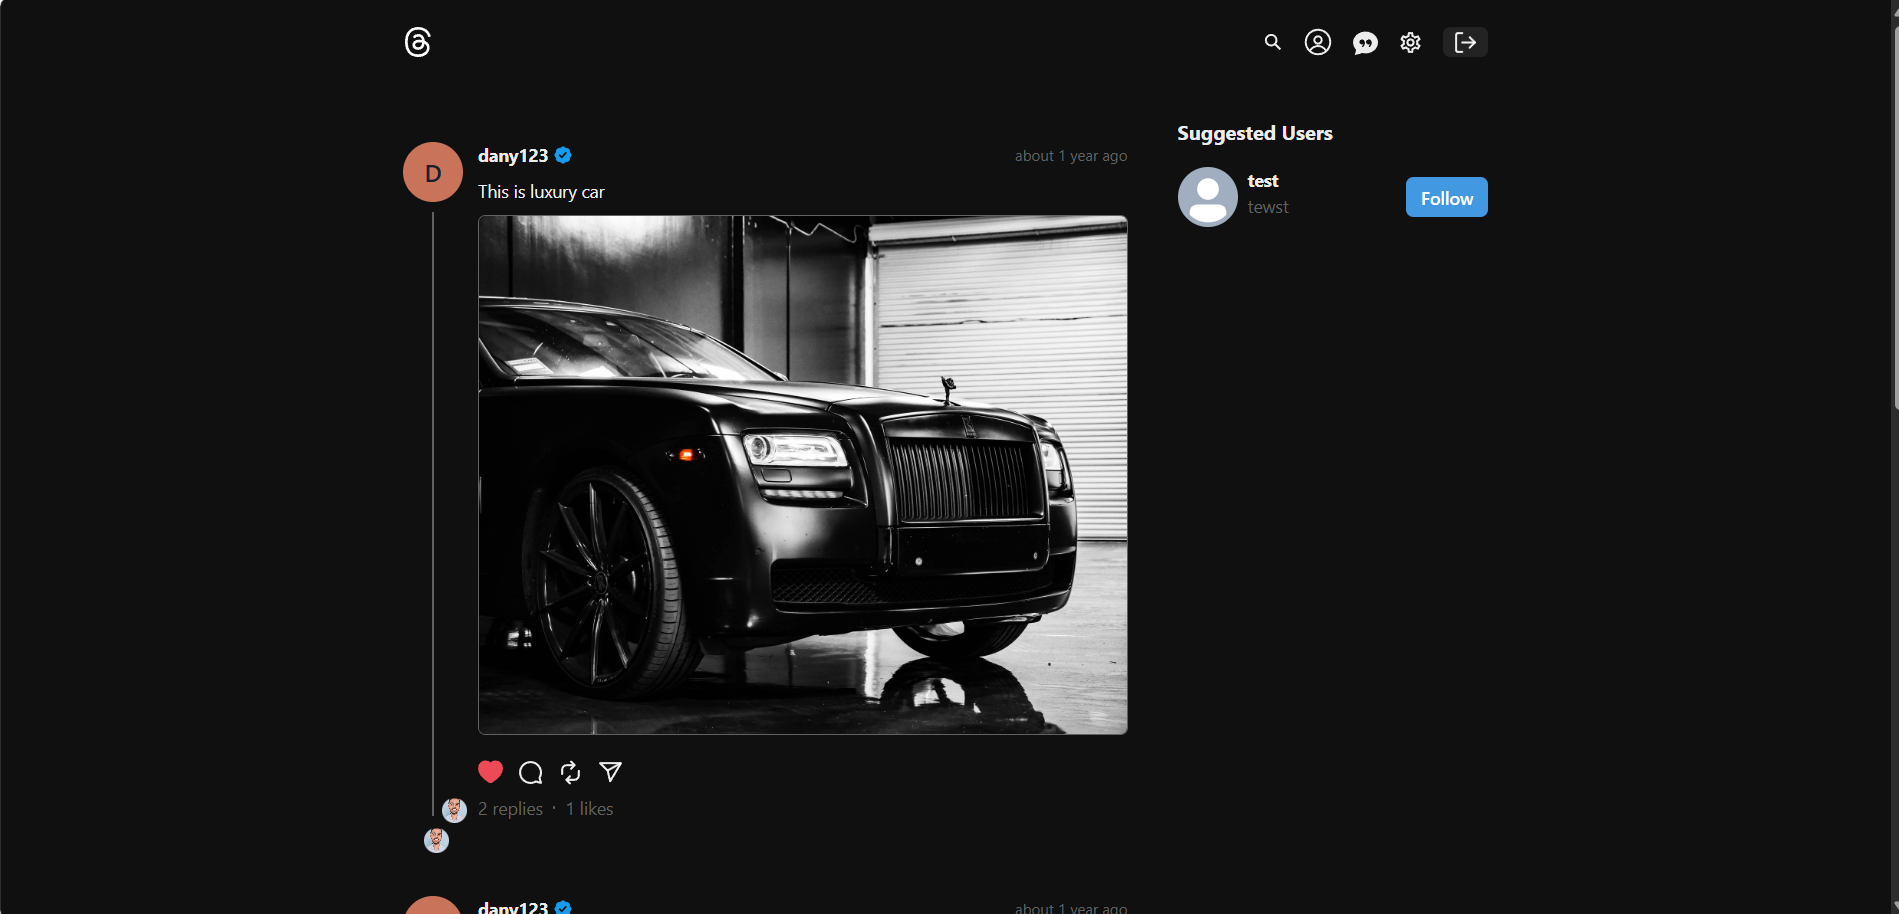 dany123
about 1 year ago
This is luxury car
2 replies · 1 likes
dany123
about 1 year ago
Suggested Users
test
tewst
Follow
D